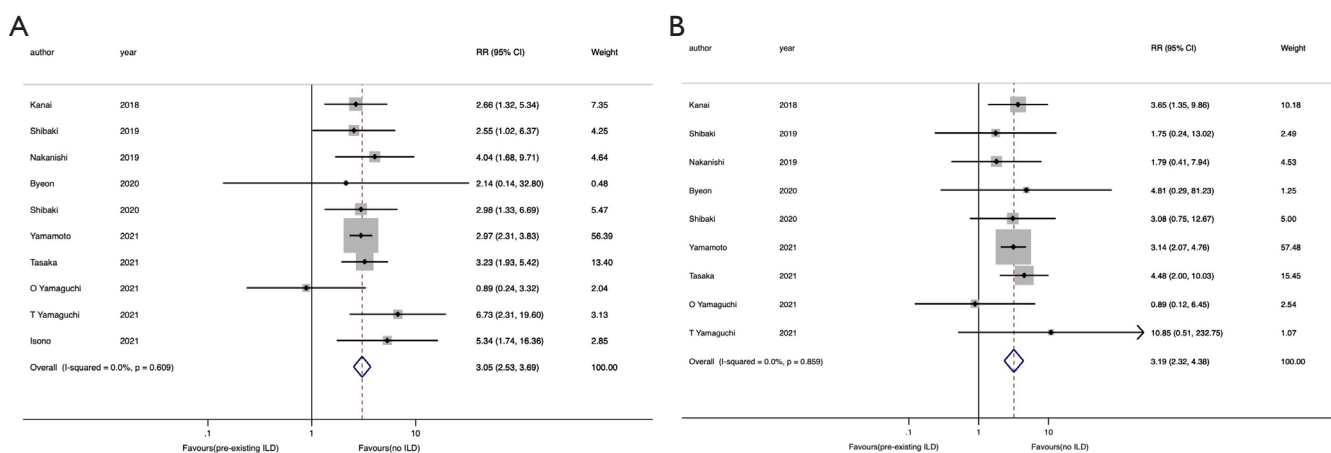 A
author year RR (95% CI) Weight
Kanai 2018 2.66 (1.32, 5.34) 7.35
Shibaki 2019 2.55 (1.02, 6.37) 4.25
Nakanishi 2019 4.04 (1.68, 9.71) 4.64
Byeon 2020 2.14 (0.14, 32.80) 0.48
Shibaki 2020 2.98 (1.33, 6.69) 5.47
Yamamoto 2021 2.97 (2.31, 3.83) 56.39
Tasaka 2021 3.23 (1.93, 5.42) 13.40
O Yamaguchi 2021 0.89 (0.24, 3.32) 2.04
T Yamaguchi 2021 6.73 (2.31, 19.60) 3.13
Isono 2021 5.34 (1.74, 16.36) 2.85
Overall (I-squared = 0.0%, p = 0.609) 3.05 (2.53, 3.69) 100.00
.1 1 10
Favours(pre-existing ILD) Favours(no ILD)
B
author year RR (95% CI) Weight
Kanai 2018 3.65 (1.35, 9.86) 10.18
Shibaki 2019 1.75 (0.24, 13.02) 2.49
Nakanishi 2019 1.79 (0.41, 7.94) 4.53
Byeon 2020 4.81 (0.29, 81.23) 1.25
Shibaki 2020 3.08 (0.75, 12.67) 5.00
Yamamoto 2021 3.14 (2.07, 4.76) 57.48
Tasaka 2021 4.48 (2.00, 10.03) 15.45
O Yamaguchi 2021 0.89 (0.12, 6.45) 2.54
T Yamaguchi 2021 10.85 (0.51, 232.75) 1.07
Overall (I-squared = 0.0%, p = 0.859) 3.19 (2.32, 4.38) 100.00
.1 1 10
Favours(pre-existing ILD) Favours(no ILD)